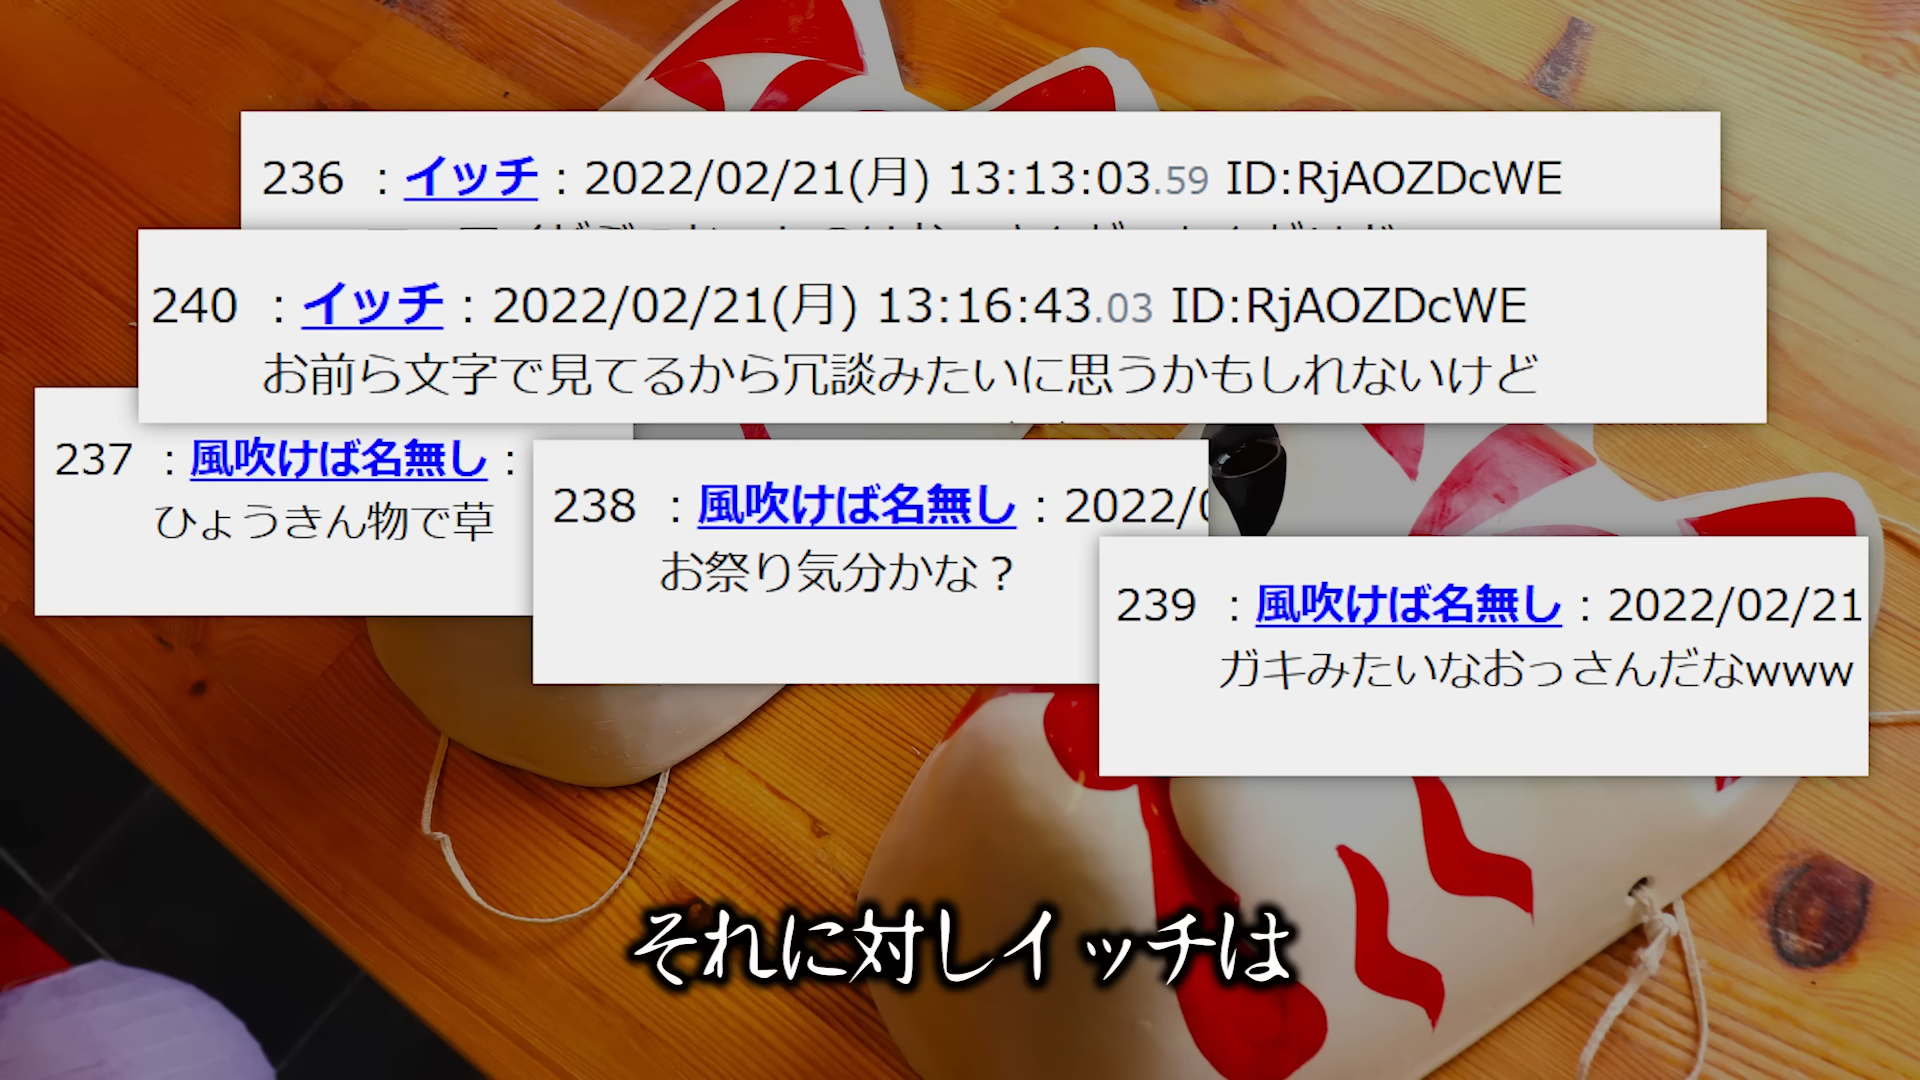 236 ：イッチ：2022/02/21(月) 13:13:03.59 ID:RjAOZDcWE
240 ：イッチ：2022/02/21(月) 13:16:43.03 ID:RjAOZDcWE
お前ら文字で見てるから冗談みたいに思うかもしれないけど
237 ：風吹けば名無し：
ひょうきん物で草
238 ：風吹けば名無し：2022/
お祭り気分かな？
239 ：風吹けば名無し：2022/02/21
ガキみたいなおっさんだなwww
それに対しイッチは